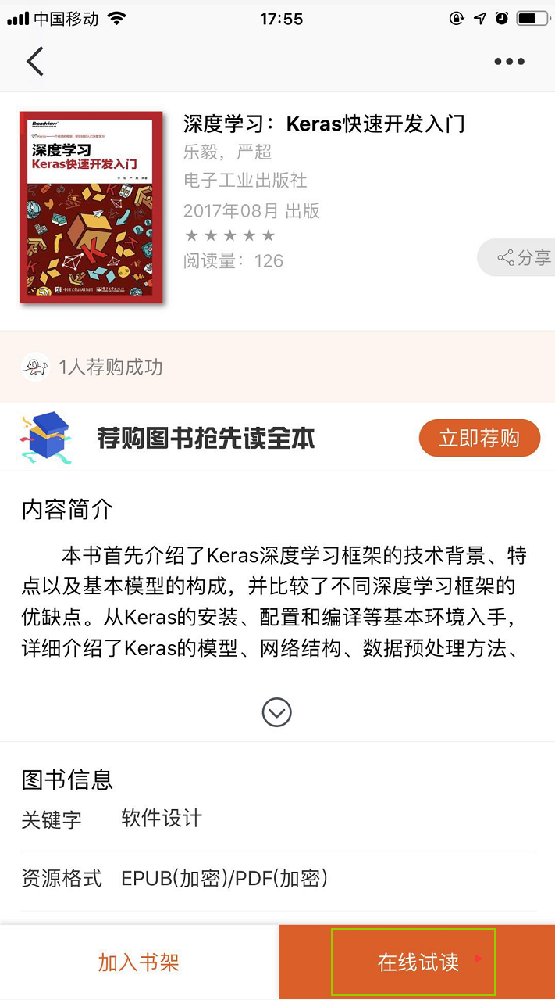 中国移动
17:55
Broadview
深度学习
Keras快速开发入门
深度学习：Keras快速开发入门
乐毅，严超
电子工业出版社
2017年08月 出版
★★★★★
阅读量：126
分享
1人荐购成功
荐购图书抢先读全本
立即荐购
内容简介
本书首先介绍了Keras深度学习框架的技术背景、特
点以及基本模型的构成，并比较了不同深度学习框架的
优缺点。从Keras的安装、配置和编译等基本环境入手，
详细介绍了Keras的模型、网络结构、数据预处理方法、
图书信息
关键字 软件设计
资源格式 EPUB(加密)/PDF(加密)
加入书架
在线试读